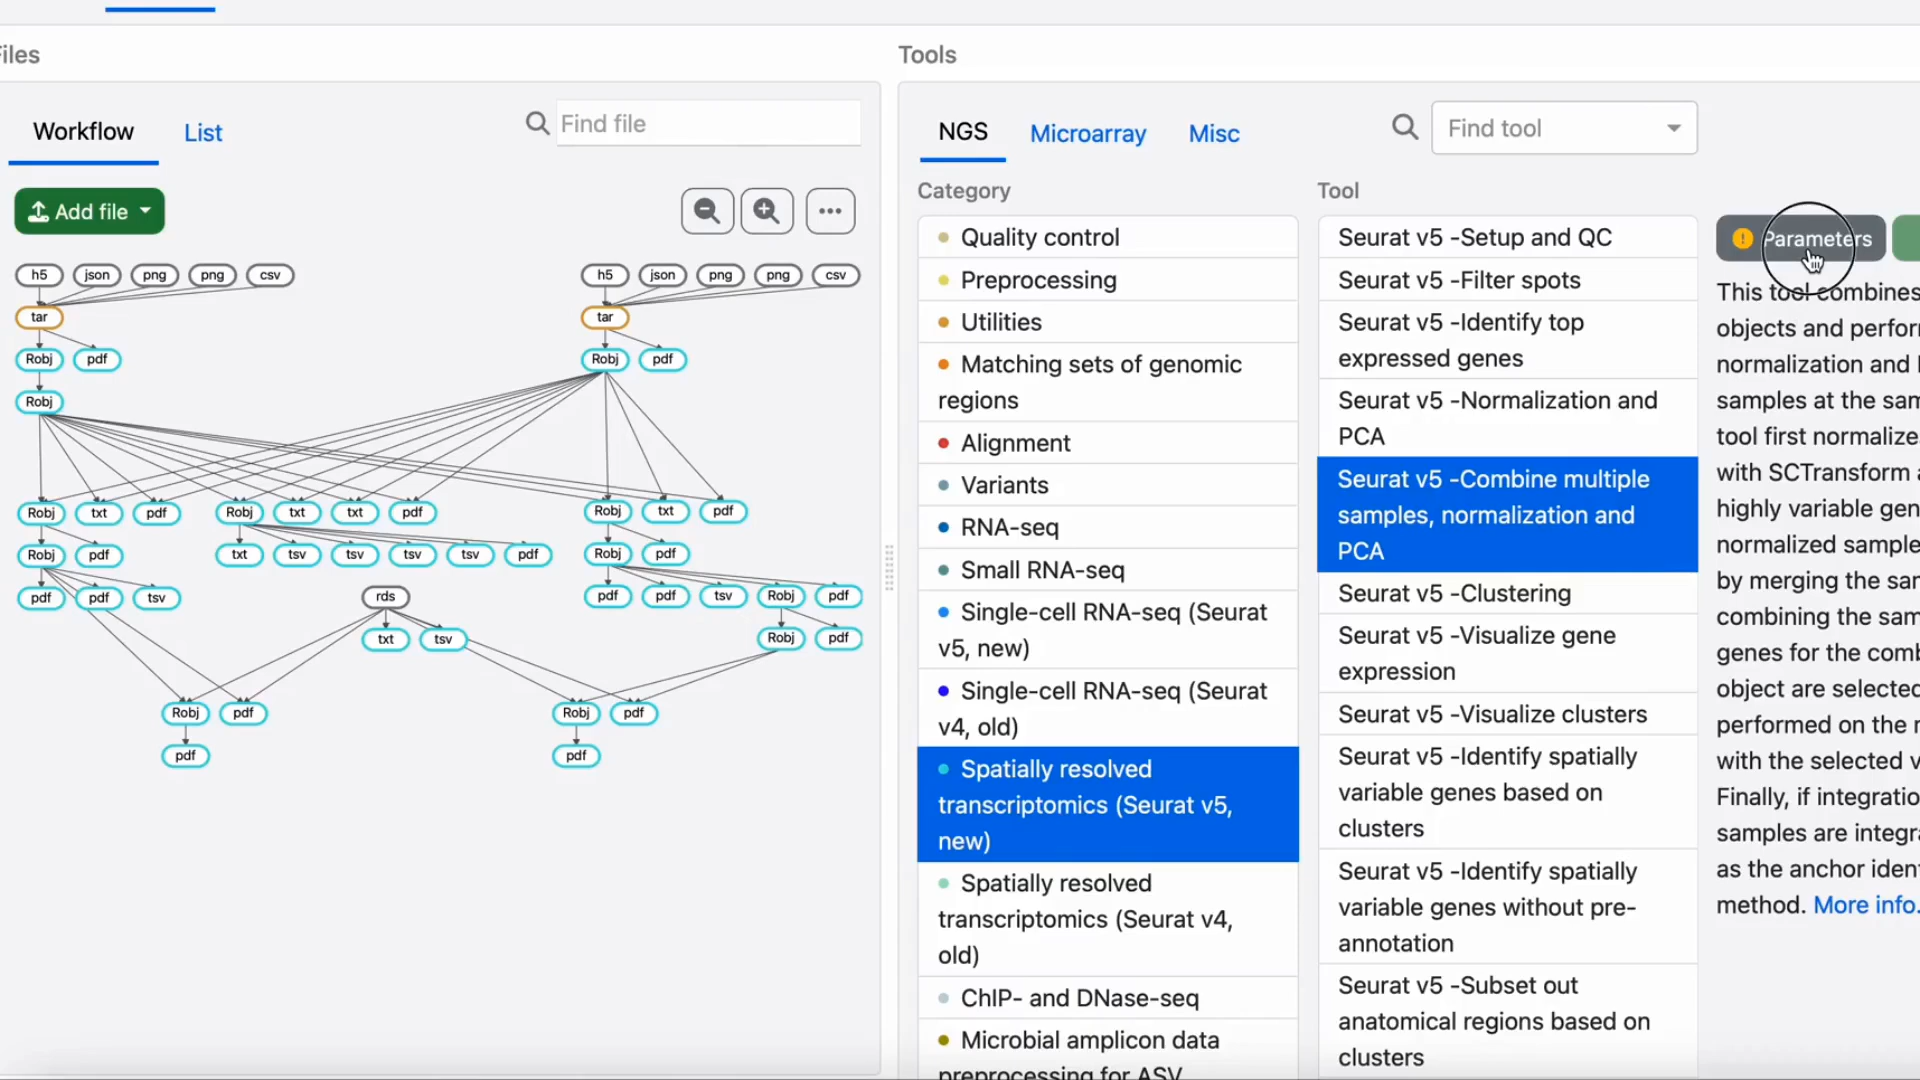 Files
Tools
Workflow
List
Find file
NGS
Microarray
Misc
Find tool
Add file
Category
Tool
h5 json png png csv
h5 json png png csv
tar
tar
Robj pdf
Robj pdf
Robj
Robj txt pdf
Robj txt txt pdf
Robj txt pdf
Robj pdf
txt tsv tsv tsv tsv pdf
Robj pdf
pdf pdf tsv
rds
pdf pdf tsv Robj pdf
txt tsv
Robj pdf
Robj pdf
Robj pdf
pdf
pdf
Quality control
Preprocessing
Utilities
Matching sets of genomic
regions
Alignment
Variants
RNA-seq
Small RNA-seq
Single-cell RNA-seq (Seurat
v5, new)
Single-cell RNA-seq (Seurat
v4, old)
Spatially resolved
transcriptomics (Seurat v5,
new)
Spatially resolved
transcriptomics (Seurat v4,
old)
ChIP- and DNase-seq
Microbial amplicon data
preprocessing for ASV
Seurat v5 -Setup and QC
Seurat v5 -Filter spots
Seurat v5 -Identify top
expressed genes
Seurat v5 -Normalization and
PCA
Seurat v5 -Combine multiple
samples, normalization and
PCA
Seurat v5 -Clustering
Seurat v5 -Visualize gene
expression
Seurat v5 -Visualize clusters
Seurat v5 -Identify spatially
variable genes based on
clusters
Seurat v5 -Identify spatially
variable genes without pre-
annotation
Seurat v5 -Subset out
anatomical regions based on
clusters
Parameters
This tool combines
objects and perfor
normalization and
samples at the sam
tool first normalize
with SCTransform
highly variable gen
normalized sample
by merging the sa
combining the sam
genes for the comb
object are selected
performed on the
with the selected v
Finally, if integratio
samples are integr
as the anchor iden
method. More info.